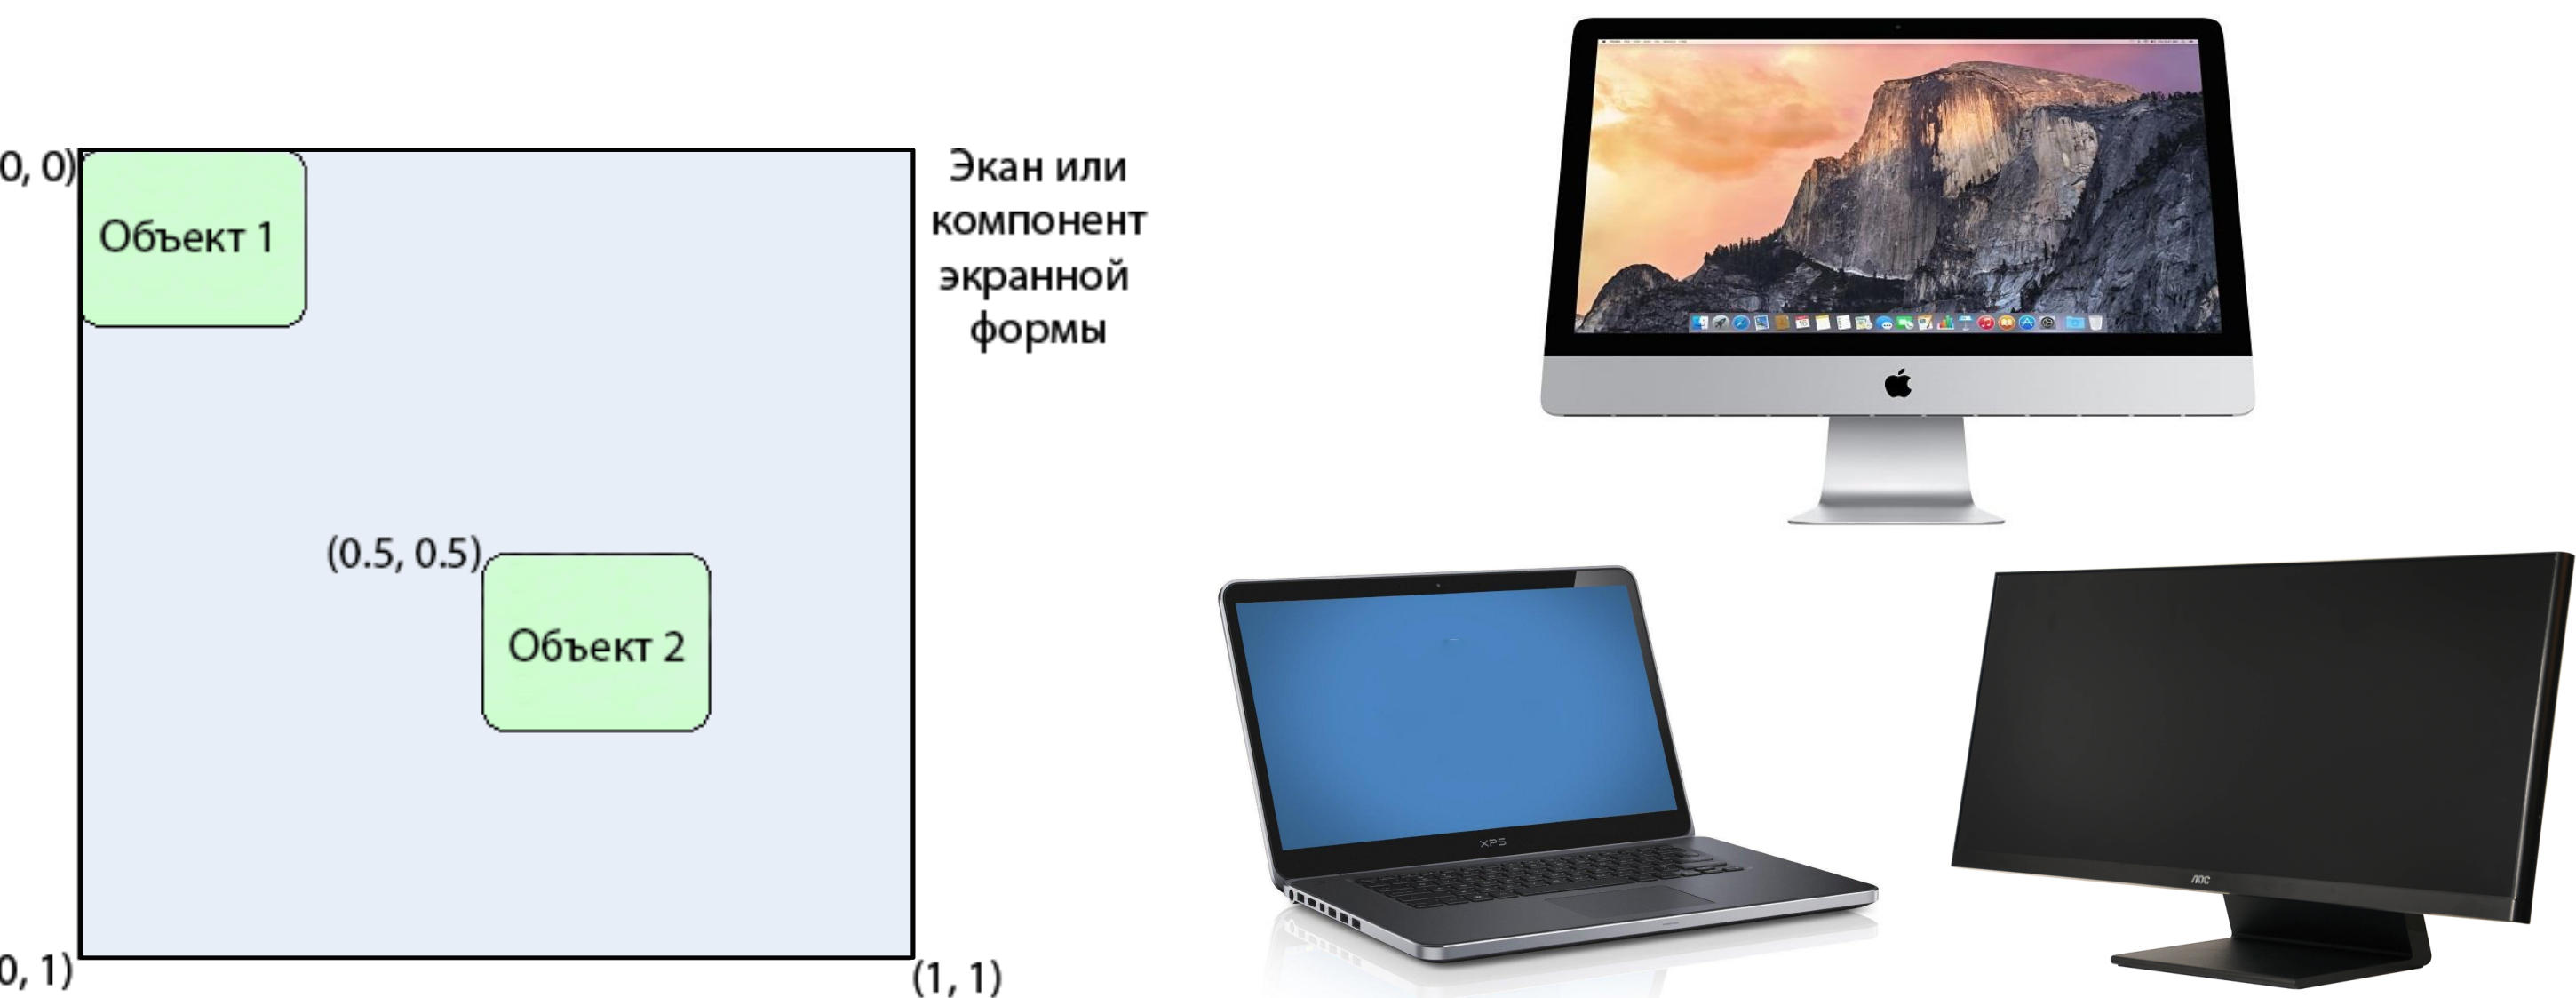 0, 0)
Объект 1
Экан или
компонент
экранной
формы
(0.5, 0.5)
Объект 2
0, 1)
(1, 1)
XPS
AOC